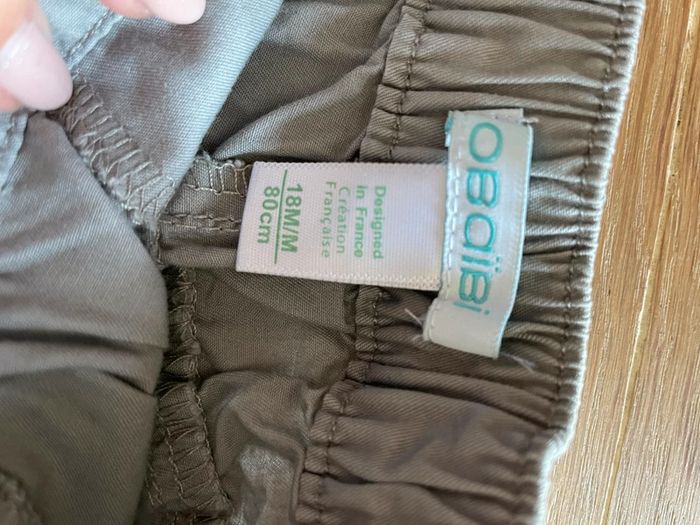 OBaïBi
Designed
in France
Création
Française
18M/M
80cm